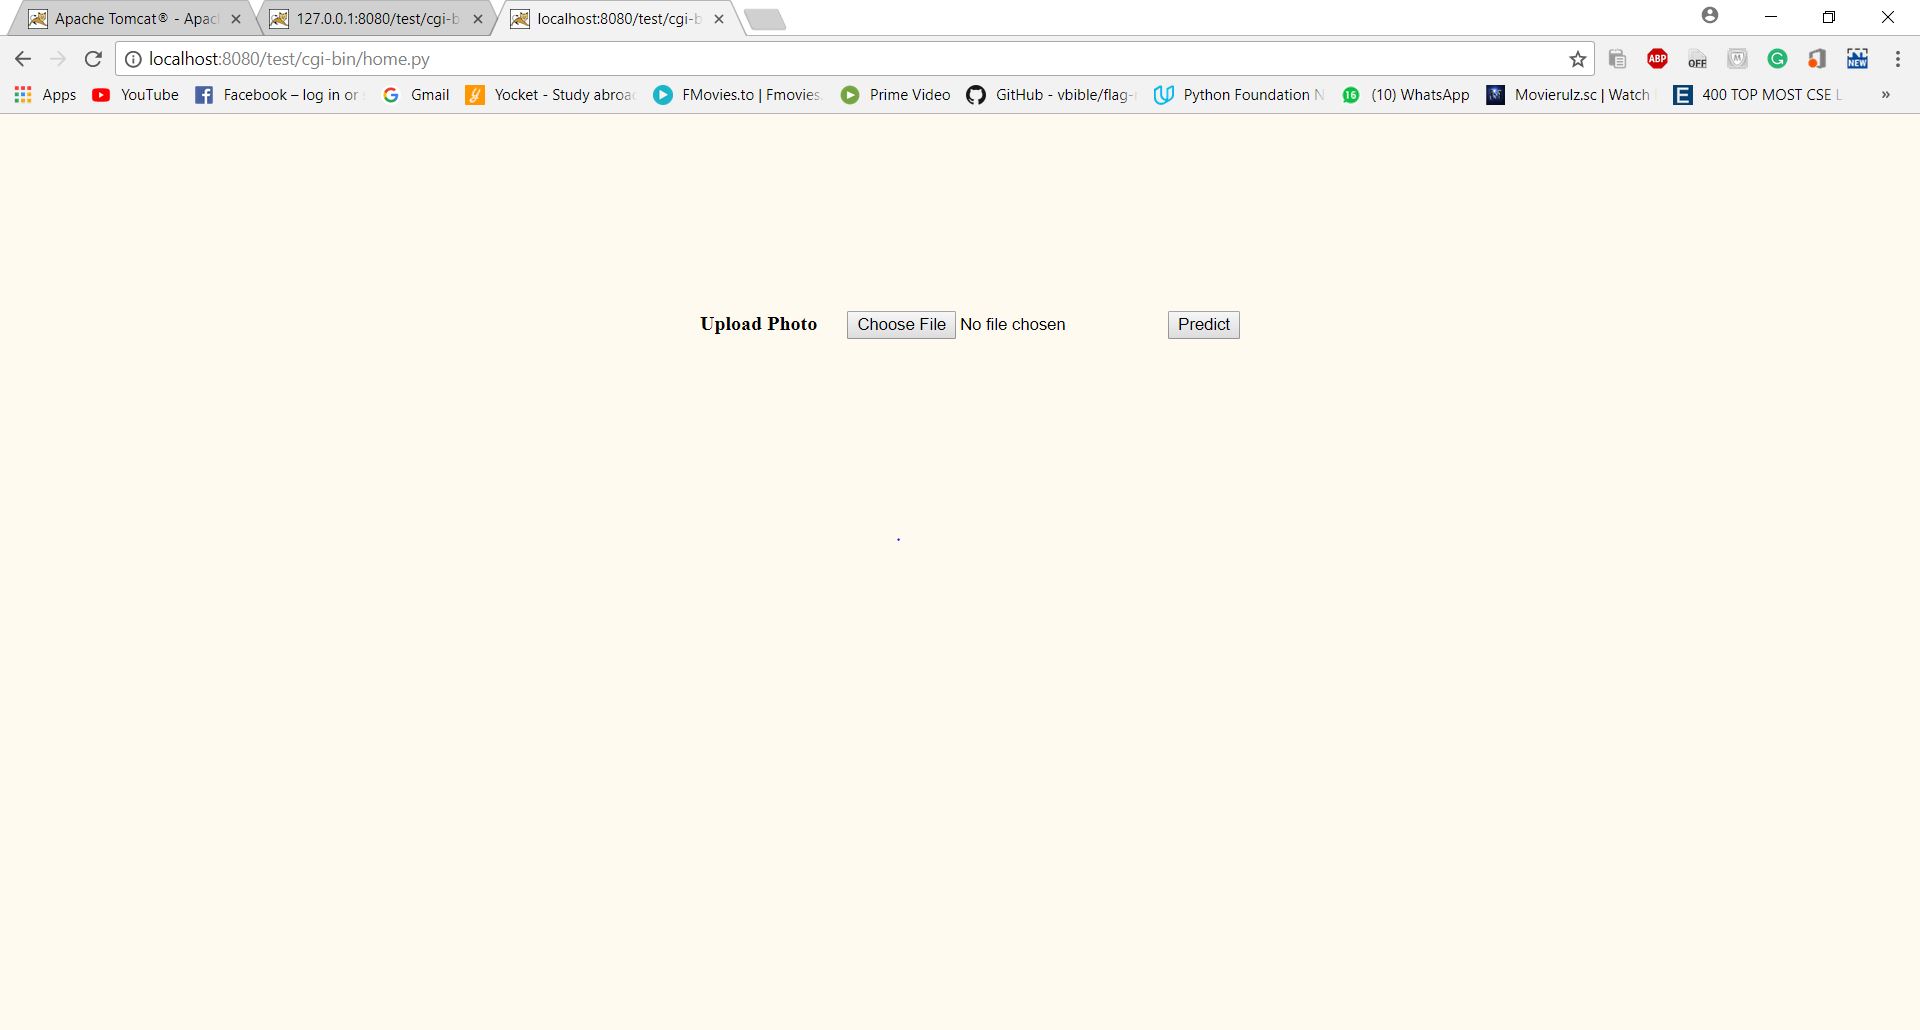 Apache Tomcat® - Apac 127.0.0.1:8080/test/cgi-b localhost:8080/test/cgi-b
localhost:8080/test/cgi-bin/home.py ABP OFF M G NEW
Apps YouTube Facebook – log in or Gmail Yocket - Study abroa FMovies.to | Fmovies. Prime Video GitHub - vbible/flag- Python Foundation N 16 (10) WhatsApp Movierulz.sc | Watch E 400 TOP MOST CSE L »
Upload Photo Choose File No file chosen Predict